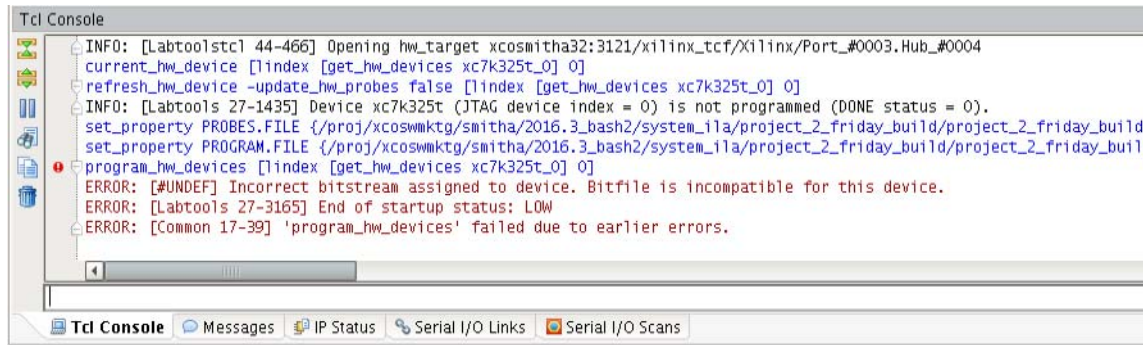 Tcl Console
INFO: [Labtoolstcl 44-466] Opening hw_target xcosmitha32:3121/xilinx_tcf/Xilinx/Port_#0003.Hub_#0004
current_hw_device [lindex [get_hw_devices xc7k325t_0] 0]
refresh_hw_device -update_hw_probes false [lindex [get_hw_devices xc7k325t_0] 0]
INFO: [Labtools 27-1435] Device xc7k325t (JTAG device index = 0) is not programmed (DONE status = 0).
set_property PROBES.FILE {/proj/xcoswmktg/smitha/2016.3_bash2/system_ila/project_2_friday_build/project_2_friday_build
set_property PROGRAM.FILE {/proj/xcoswmktg/smitha/2016.3_bash2/system_ila/project_2_friday_build/project_2_friday_buil
program_hw_devices [lindex [get_hw_devices xc7k325t_0] 0]
ERROR: [#UNDEF] Incorrect bitstream assigned to device. Bitfile is incompatible for this device.
ERROR: [Labtools 27-3165] End of startup status: LOW
ERROR: [Common 17-39] 'program_hw_devices' failed due to earlier errors.
Tcl Console Messages IP Status Serial I/O Links Serial I/O Scans